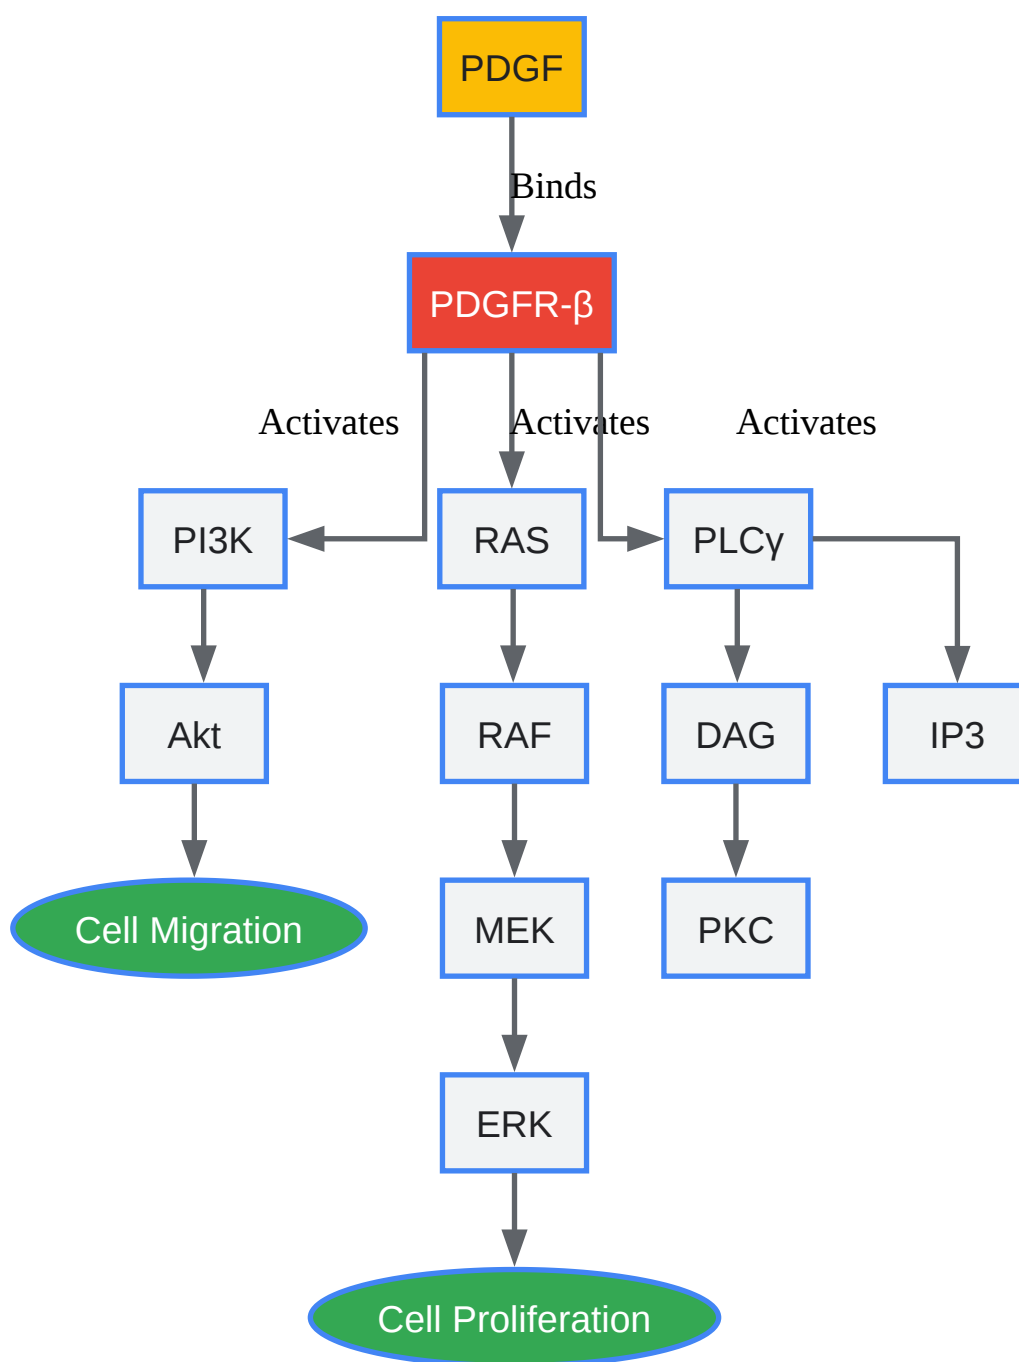 PDGF
Binds
PDGFR-β
Activates
Activates
Activates
PI3K
RAS
PLCγ
Akt
RAF
DAG
IP3
Cell Migration
MEK
PKC
ERK
Cell Proliferation